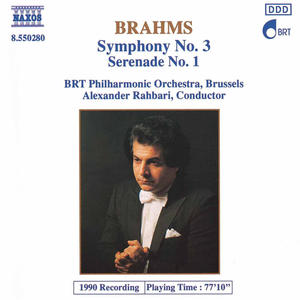 NAXOS
DDD
8.550280
BRAHMS
Symphony No. 3
Serenade No. 1
BRT
BRT Philharmonic Orchestra, Brussels
Alexander Rahbari, Conductor
1990 Recording
Playing Time : 77'10"